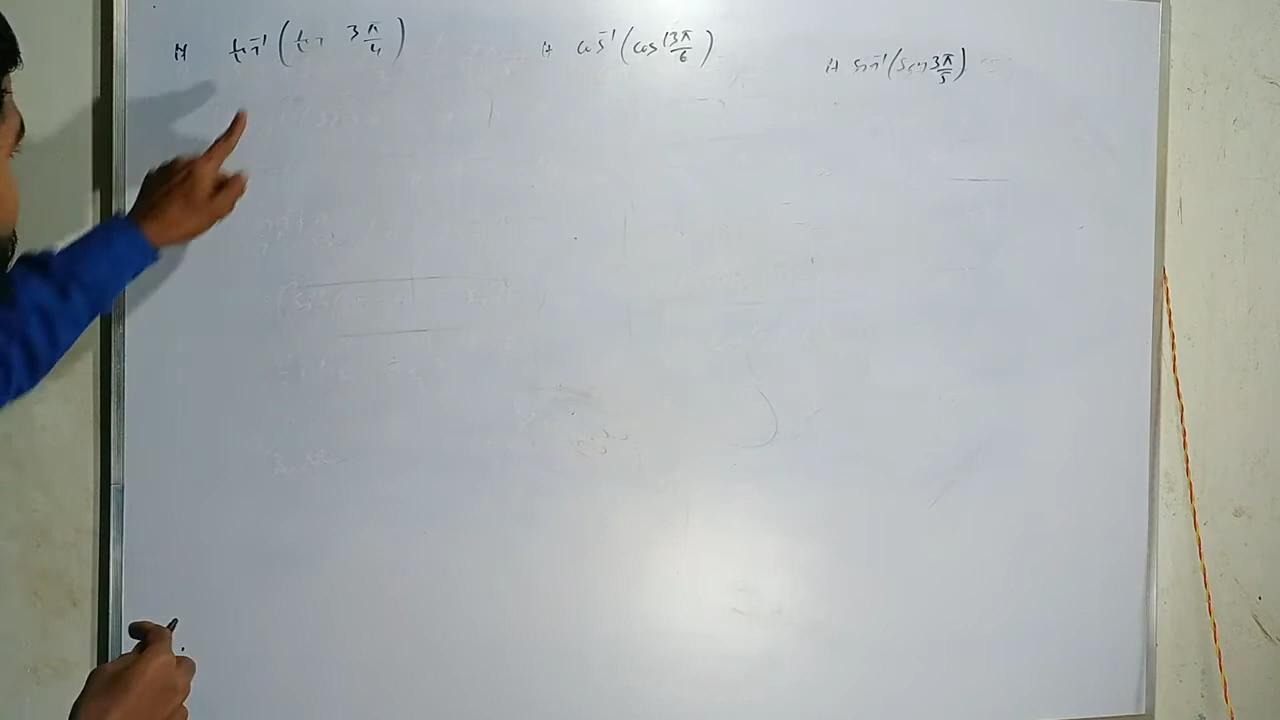 tan⁻¹(tan 3π/4)
cos⁻¹(cos 13π/6)
sin⁻¹(sin 3π/5)